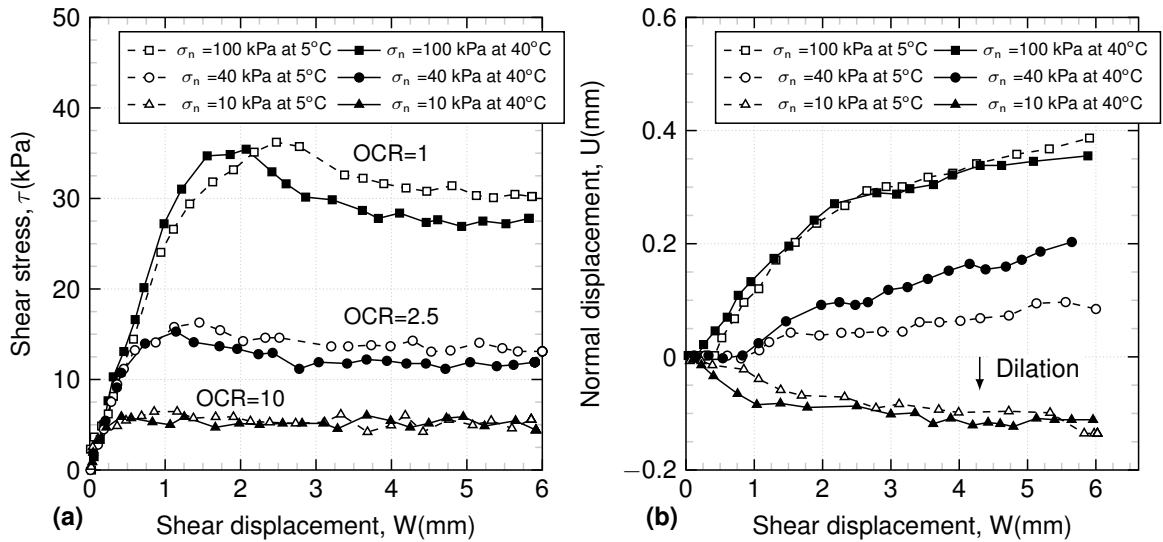 50
40
30
20
10
0
Shear stress, τ(kPa)
σn =100 kPa at 5°C
σn =100 kPa at 40°C
σn =40 kPa at 5°C
σn =40 kPa at 40°C
σn =10 kPa at 5°C
σn =10 kPa at 40°C
OCR=1
OCR=2.5
OCR=10
0 1 2 3 4 5 6
(a)
Shear displacement, W(mm)
0.6
0.4
0.2
0
−0.2
Normal displacement, U(mm)
σn =100 kPa at 5°C
σn =100 kPa at 40°C
σn =40 kPa at 5°C
σn =40 kPa at 40°C
σn =10 kPa at 5°C
σn =10 kPa at 40°C
Dilation
0 1 2 3 4 5 6
(b)
Shear displacement, W(mm)